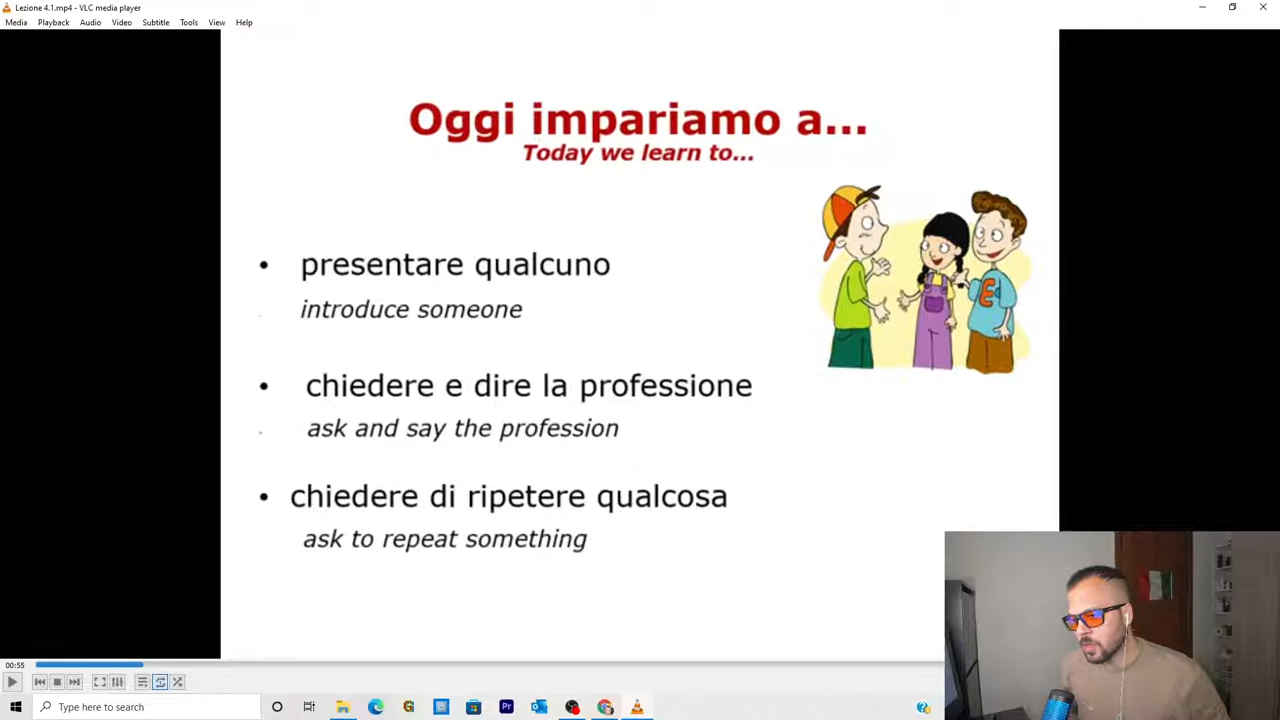 Lezione 4.1.mp4 - VLC media player
Media Playback Audio Video Subtitle Tools View Help
Oggi impariamo a...
Today we learn to...
• presentare qualcuno
introduce someone
E
• chiedere e dire la professione
ask and say the profession
• chiedere di ripetere qualcosa
ask to repeat something
00:55
Type here to search